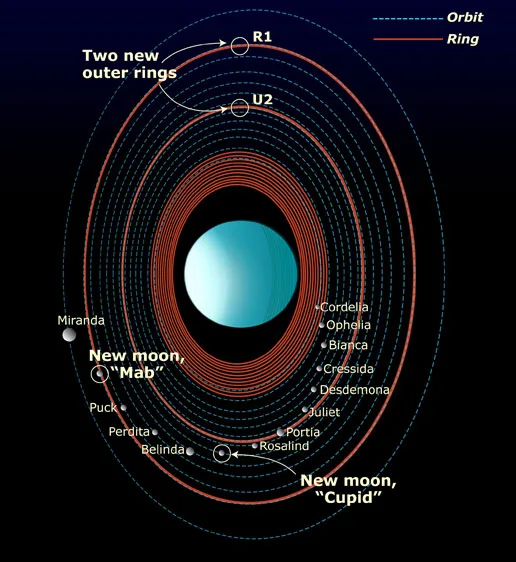 Orbit
Ring
R1
Two new
outer rings
U2
Cordelia
Ophelia
Bianca
Cressida
Desdemona
Juliet
Portia
Rosalind
Miranda
New moon,
“Mab”
Puck
Perdita
Belinda
New moon,
“Cupid”